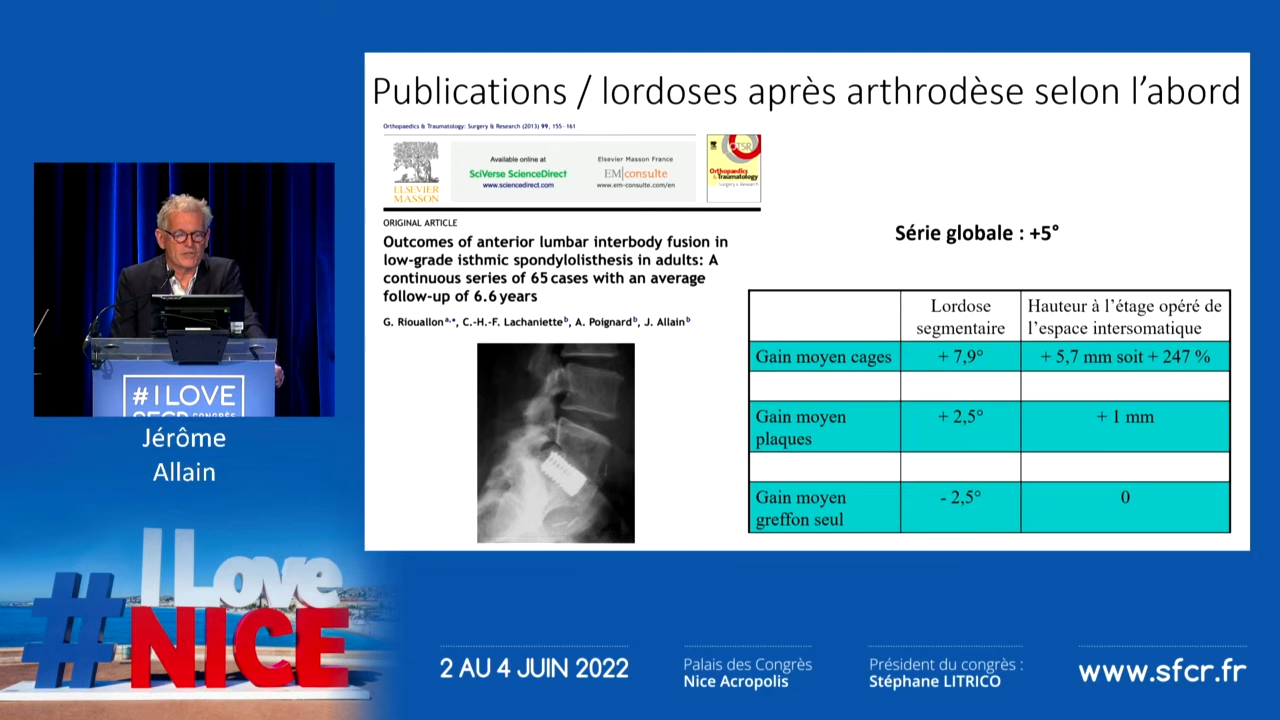 Publications / lordoses après arthrodèse selon l'abord
Orthopaedics & Traumatology: Surgery & Research (2013) 99, 155-161
ELSEVIER
MASSON
Available online at
SciVerse ScienceDirect
www.sciencedirect.com
Elsevier Masson France
EM|consulte
www.em-consulte.com/en
OTSR
Orthopaedics
& Traumatology
Surgery & Research
ORIGINAL ARTICLE
Outcomes of anterior lumbar interbody fusion in
low-grade isthmic spondylolisthesis in adults: A
continuous series of 65 cases with an average
follow-up of 6.6 years
G. Riouallon a,*, C.-H.-F. Lachaniette b, A. Poignard b, J. Allain b
Série globale : +5°
Lordose
segmentaire
Hauteur à l'étage opéré de
l'espace intersomatique
Gain moyen cages
+ 7,9°
+ 5,7 mm soit + 247 %
Gain moyen
plaques
+ 2,5°
+ 1 mm
Gain moyen
greffon seul
- 2,5°
0
#I LOVE
SFCR CONGRÈS
Jérôme
Allain
# I Love
NICE
2 AU 4 JUIN 2022
Palais des Congrès
Nice Acropolis
Président du congrès :
Stéphane LITRICO
www.sfcr.fr